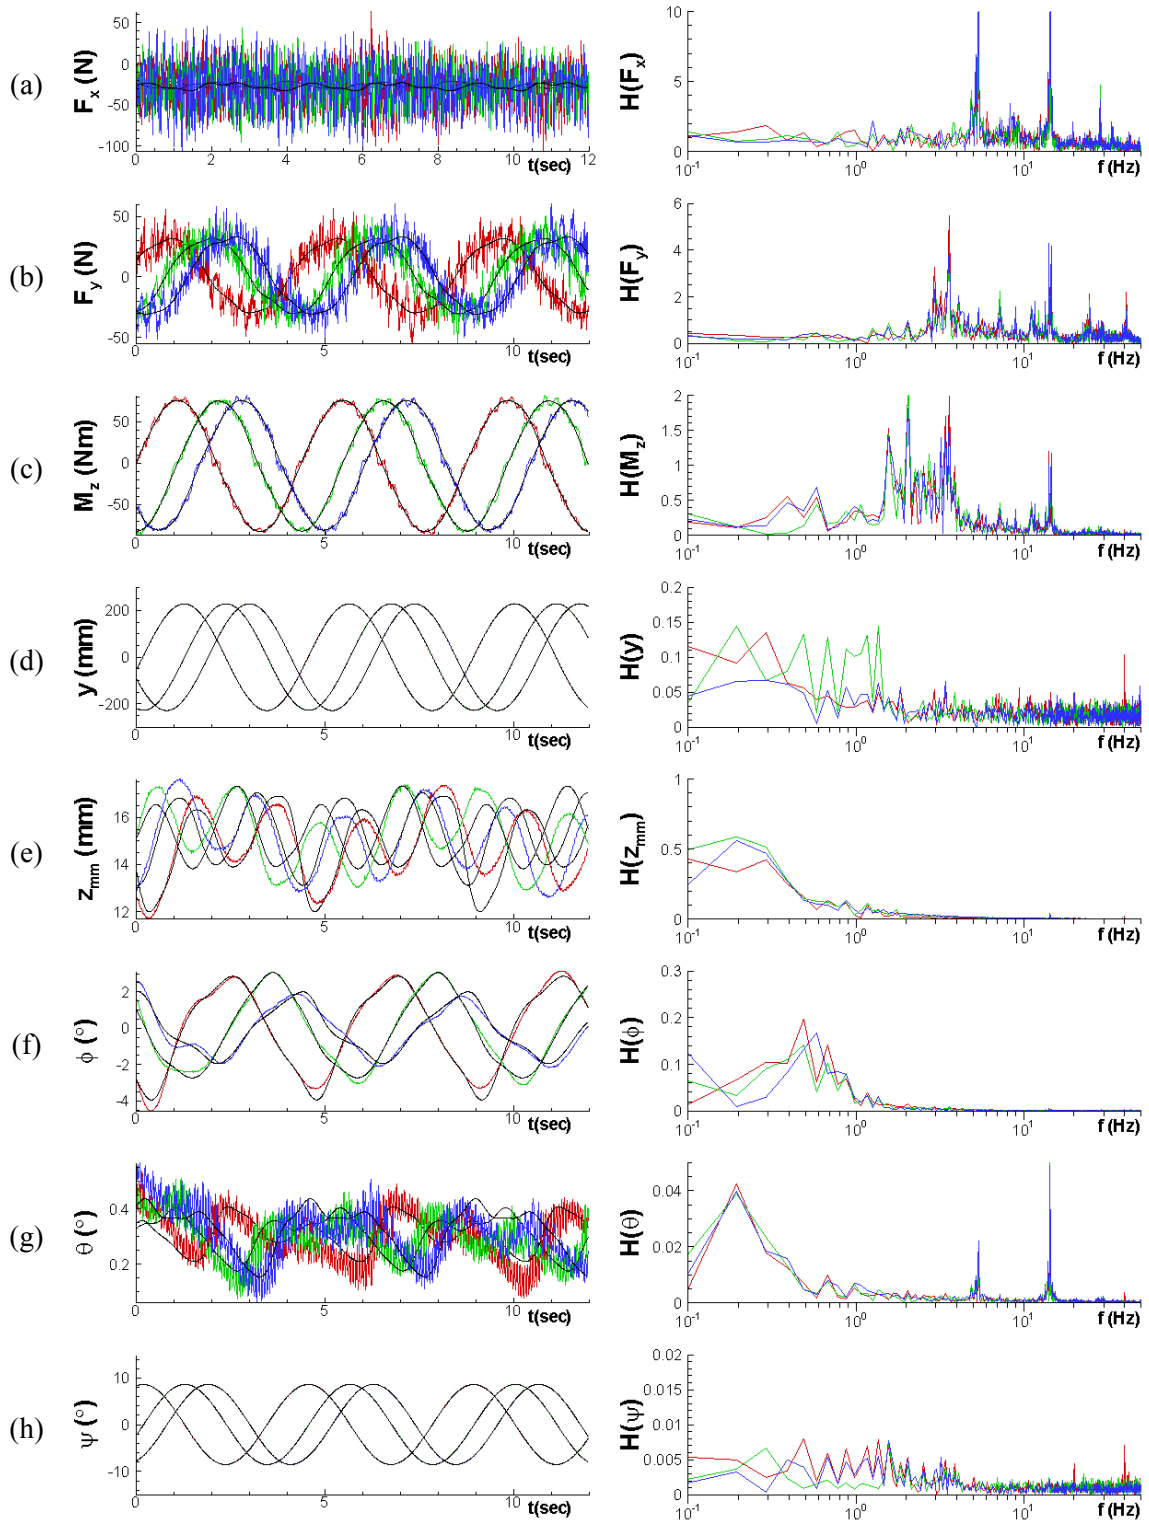 (a)
F_x (N)
50
0
-50
-100
0 2 4 6 8 10 12
t(sec)
H(F_x)
10
5
0
10^-1 10^0 10^1
f (Hz)
(b)
F_y (N)
50
0
-50
0 5 10
t(sec)
H(F_y)
6
4
2
0
10^-1 10^0 10^1
f (Hz)
(c)
M_z (Nm)
50
0
-50
0 5 10
t(sec)
H(M_z)
2
1.5
1
0.5
0
10^-1 10^0 10^1
f (Hz)
(d)
y (mm)
200
0
-200
0 5 10
t(sec)
H(y)
0.2
0.15
0.1
0.05
0
10^-1 10^0 10^1
f (Hz)
(e)
z_mm (mm)
16
14
12
0 5 10
t(sec)
H(z_mm)
1
0.5
0
10^-1 10^0 10^1
f (Hz)
(f)
ϕ (°)
2
0
-2
-4
0 5 10
t(sec)
H(ϕ)
0.3
0.2
0.1
0
10^-1 10^0 10^1
f (Hz)
(g)
θ (°)
0.4
0.2
0 5 10
t(sec)
H(θ)
0.04
0.02
0
10^-1 10^0 10^1
f (Hz)
(h)
ψ (°)
10
0
-10
0 5 10
t(sec)
H(ψ)
0.02
0.015
0.01
0.005
0
10^-1 10^0 10^1
f (Hz)